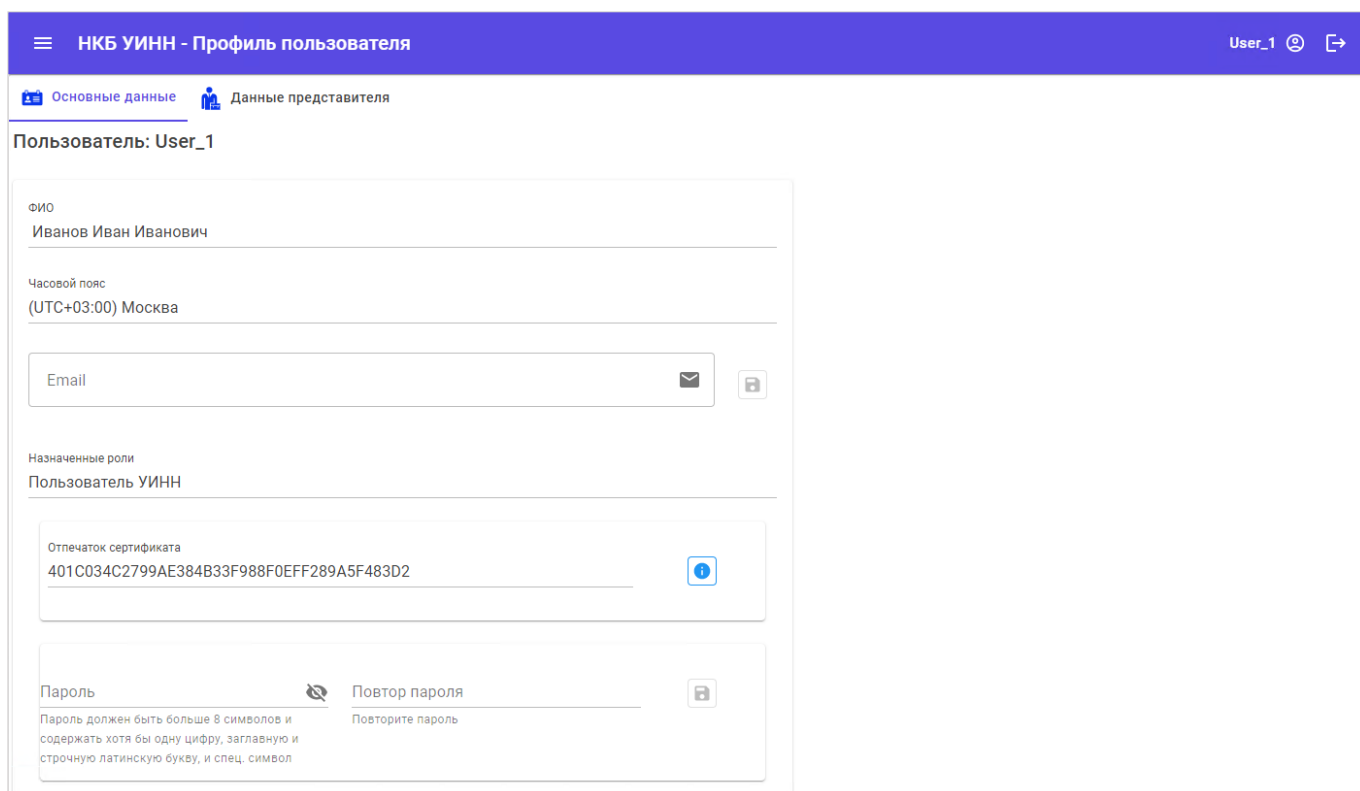 НКБ УИНН - Профиль пользователя
User_1
Основные данные
Данные представителя
Пользователь: User_1
ФИО
Иванов Иван Иванович
Часовой пояс
(UTC+03:00) Москва
Email
Назначенные роли
Пользователь УИНН
Отпечаток сертификата
401C034C2799AE384B33F988F0EFF289A5F483D2
Пароль
Повтор пароля
Пароль должен быть больше 8 символов и
содержать хотя бы одну цифру, заглавную и
строчную латинскую букву, и спец. символ
Повторите пароль